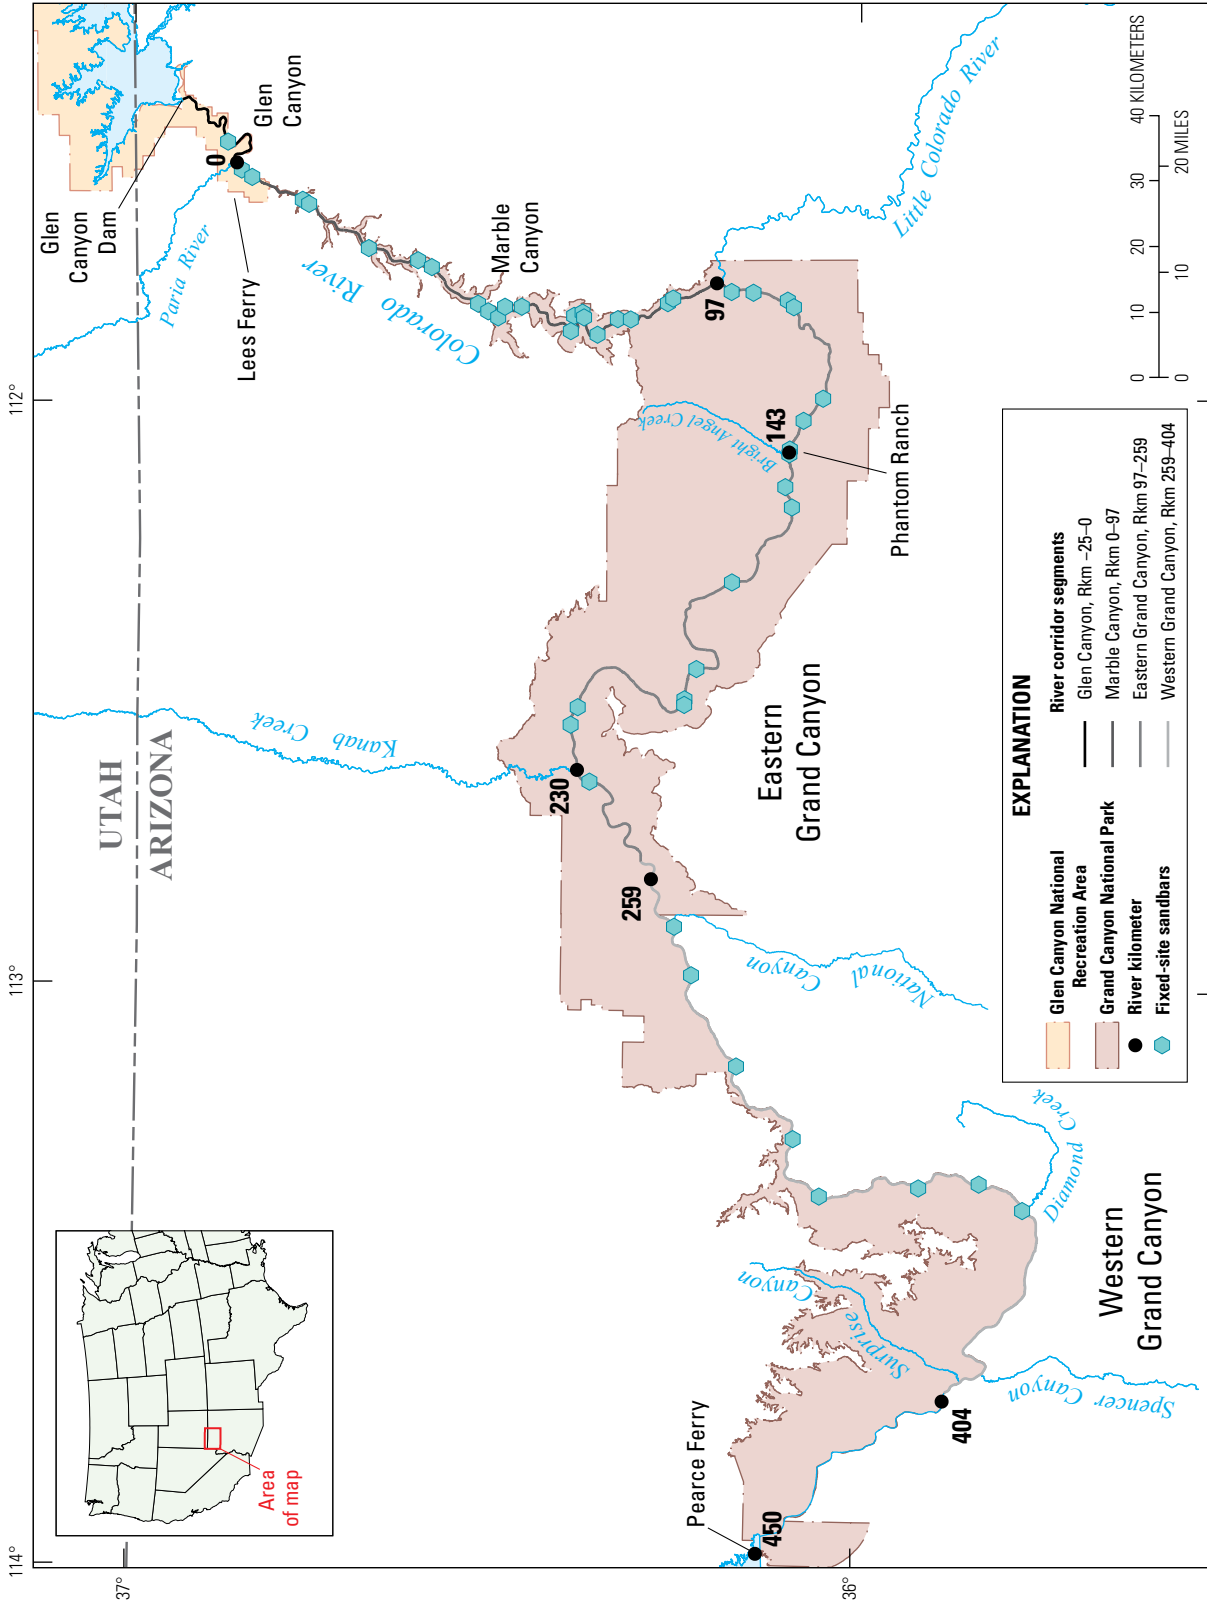 114°
113°
112°
37°
36°
UTAH
ARIZONA
Area
of map
Glen
Canyon
Dam
Glen
Canyon
Paria River
0
Lees Ferry
Colorado River
Marble
Canyon
97
Little Colorado River
Bright Angel Creek
143
Phantom Ranch
Kanab Creek
230
Eastern
Grand Canyon
259
National
Canyon
Diamond
Creek
Western
Grand Canyon
Surprise
Canyon
Spencer Canyon
404
Pearce Ferry
450
EXPLANATION
Glen Canyon National
Recreation Area
Grand Canyon National Park
River kilometer
Fixed-site sandbars
River corridor segments
Glen Canyon, Rkm −25–0
Marble Canyon, Rkm 0–97
Eastern Grand Canyon, Rkm 97–259
Western Grand Canyon, Rkm 259–404
0 10 20 30 40 KILOMETERS
0 10 20 MILES